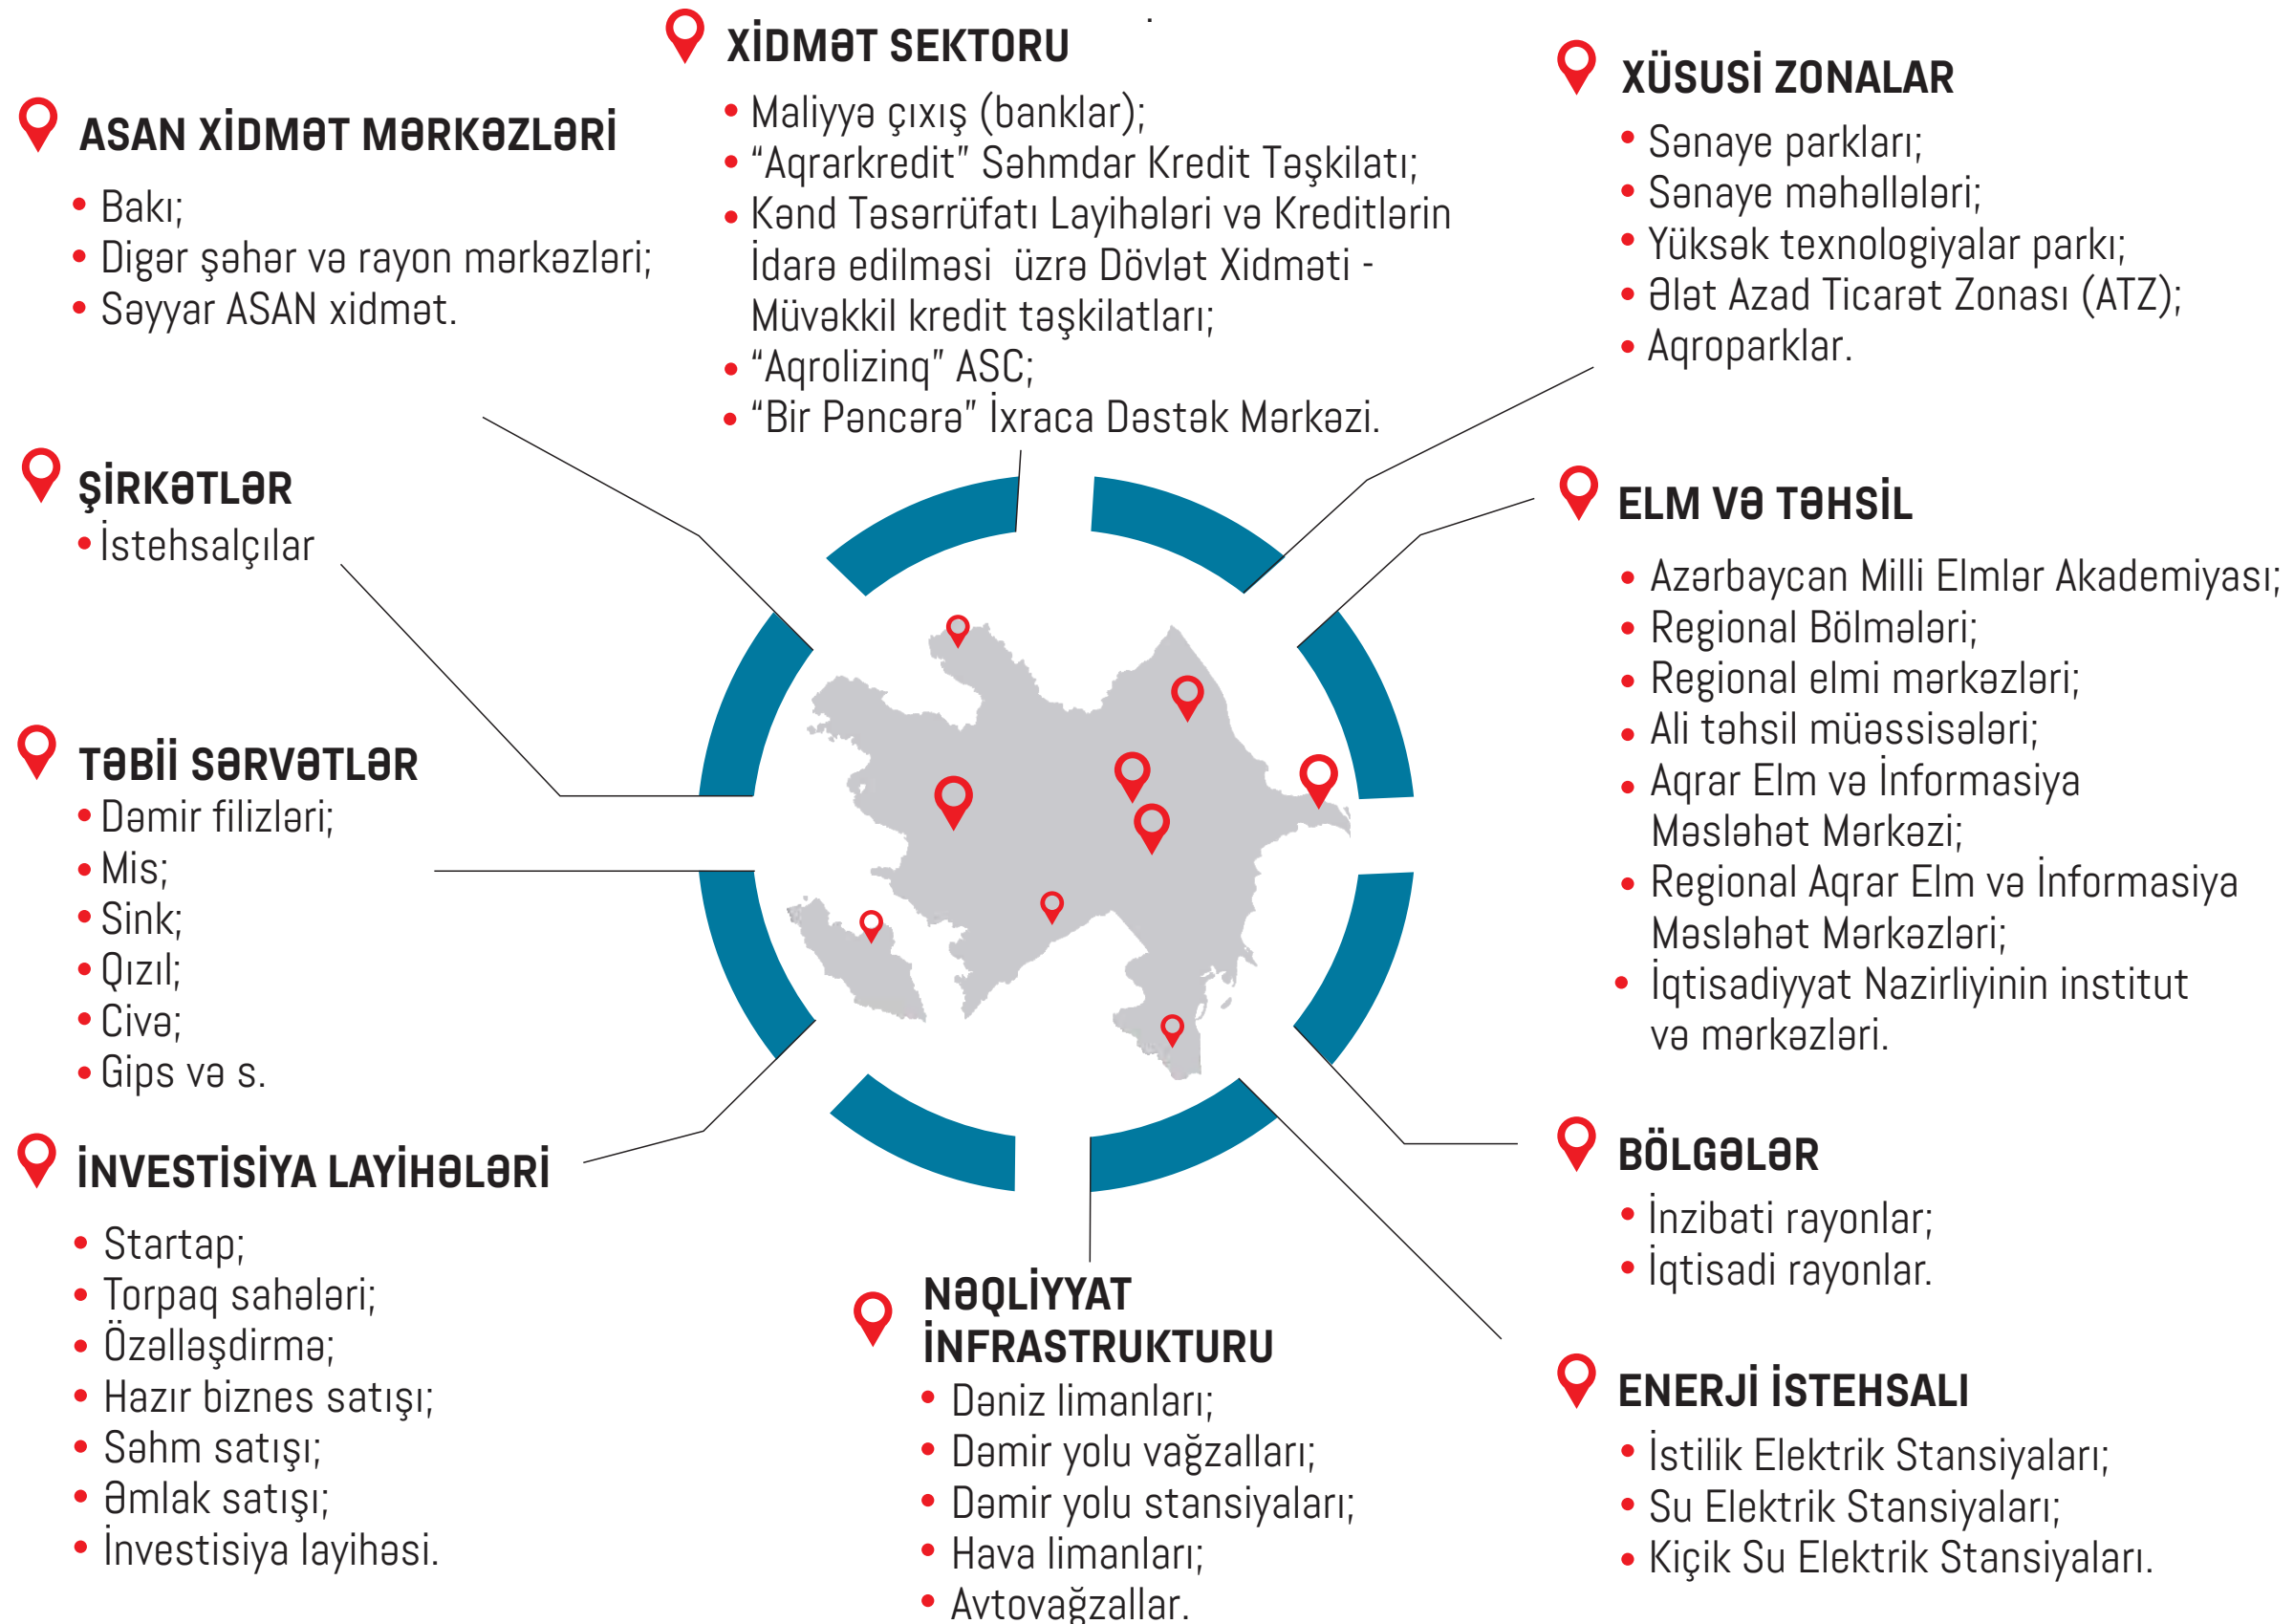 ASAN XİDMƏT MƏRKƏZLƏRİ
Bakı;
Digər şəhər və rayon mərkəzləri;
Səyyar ASAN xidmət.
ŞİRKƏTLƏR
İstehsalçılar
TƏBİİ SƏRVƏTLƏR
Dəmir filizləri;
Mis;
Sink;
Qızıl;
Civə;
Gips və s.
İNVESTİSİYA LAYİHƏLƏRİ
Startap;
Torpaq sahələri;
Özəlləşdirmə;
Hazır biznes satışı;
Səhm satışı;
Əmlak satışı;
İnvestisiya layihəsi.
XİDMƏT SEKTORU
Maliyyə çıxış (banklar);
“Aqrarkredit” Səhmdar Kredit Təşkilatı;
Kənd Təsərrüfatı Layihələri və Kreditlərin
İdarə edilməsi üzrə Dövlət Xidməti -
Müvəkkil kredit təşkilatları;
“Aqrolizinq” ASC;
“Bir Pəncərə” İxraca Dəstək Mərkəzi.
NƏQLİYYAT
İNFRASTRUKTURU
Dəniz limanları;
Dəmir yolu vağzalları;
Dəmir yolu stansiyaları;
Hava limanları;
Avtovağzallar.
XÜSUSİ ZONALAR
Sənaye parkları;
Sənaye məhəllələri;
Yüksək texnologiyalar parkı;
Ələt Azad Ticarət Zonası (ATZ);
Aqroparklar.
ELM VƏ TƏHSİL
Azərbaycan Milli Elmlər Akademiyası;
Regional Bölmələri;
Regional elmi mərkəzləri;
Ali təhsil müəssisələri;
Aqrar Elm və İnformasiya
Məsləhət Mərkəzi;
Regional Aqrar Elm və İnformasiya
Məsləhət Mərkəzləri;
İqtisadiyyat Nazirliyinin institut
və mərkəzləri.
BÖLGƏLƏR
İnzibati rayonlar;
İqtisadi rayonlar.
ENERJİ İSTEHSALI
İstilik Elektrik Stansiyaları;
Su Elektrik Stansiyaları;
Kiçik Su Elektrik Stansiyaları.